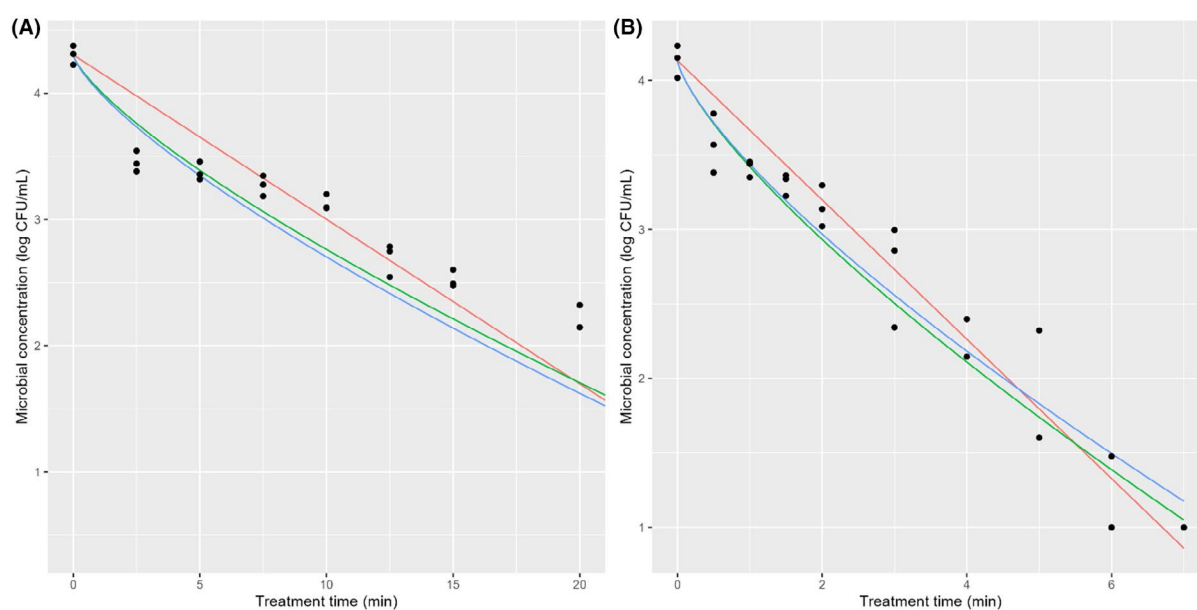 (A)
Microbial concentration (log CFU/mL)
4
3
2
1
0 5 10 15 20
Treatment time (min)
(B)
Microbial concentration (log CFU/mL)
4
3
2
1
0 2 4 6
Treatment time (min)